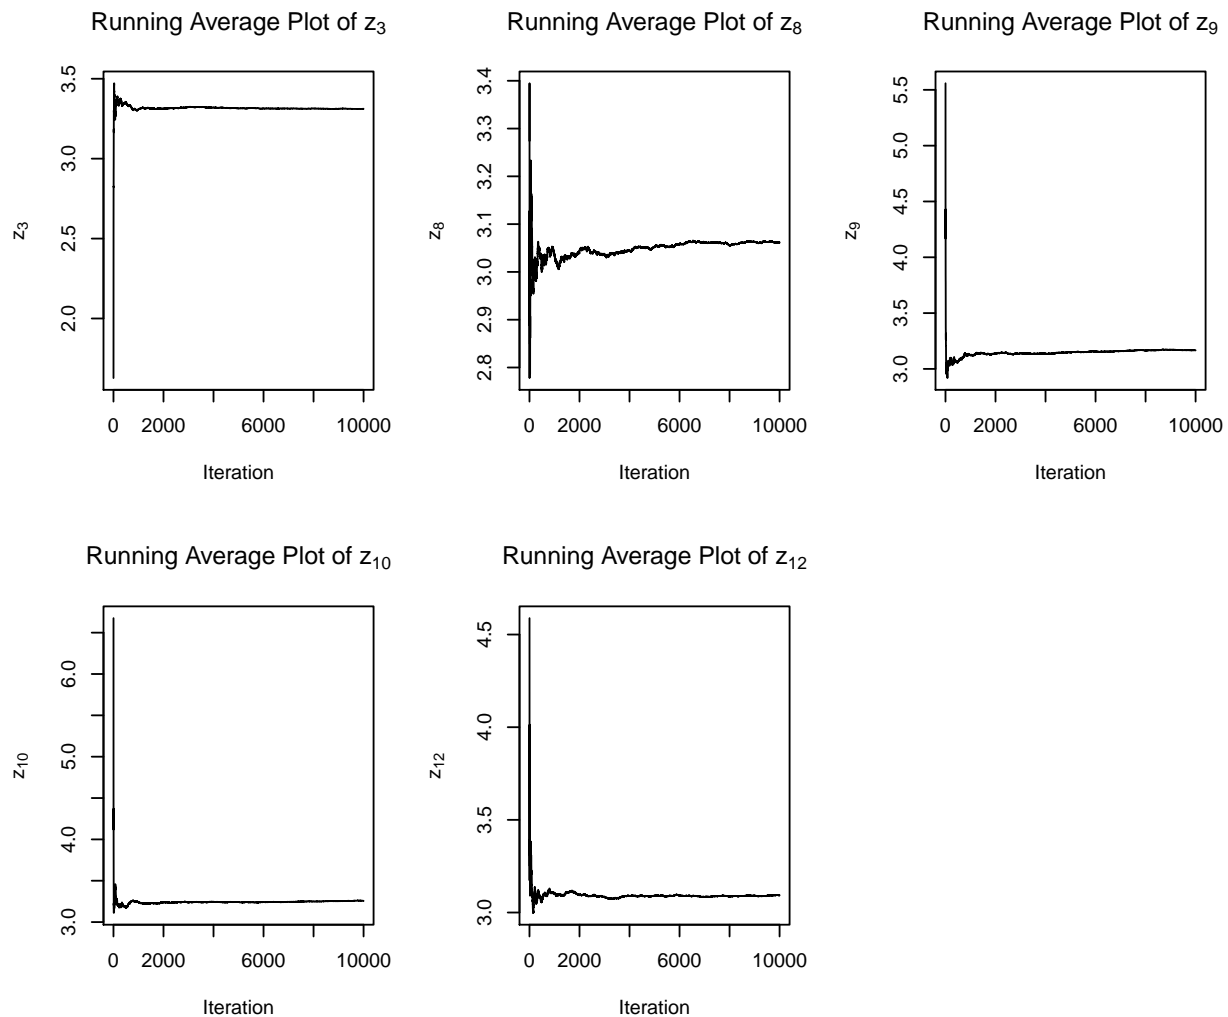 Running Average Plot of z₃
z₃
3.5
3.0
2.5
2.0
0 2000 6000 10000
Iteration
Running Average Plot of z₈
z₈
3.4
3.3
3.2
3.1
3.0
2.9
2.8
0 2000 6000 10000
Iteration
Running Average Plot of z₉
z₉
5.5
5.0
4.5
4.0
3.5
3.0
0 2000 6000 10000
Iteration
Running Average Plot of z₁₀
z₁₀
6.0
5.0
4.0
3.0
0 2000 6000 10000
Iteration
Running Average Plot of z₁₂
z₁₂
4.5
4.0
3.5
3.0
0 2000 6000 10000
Iteration